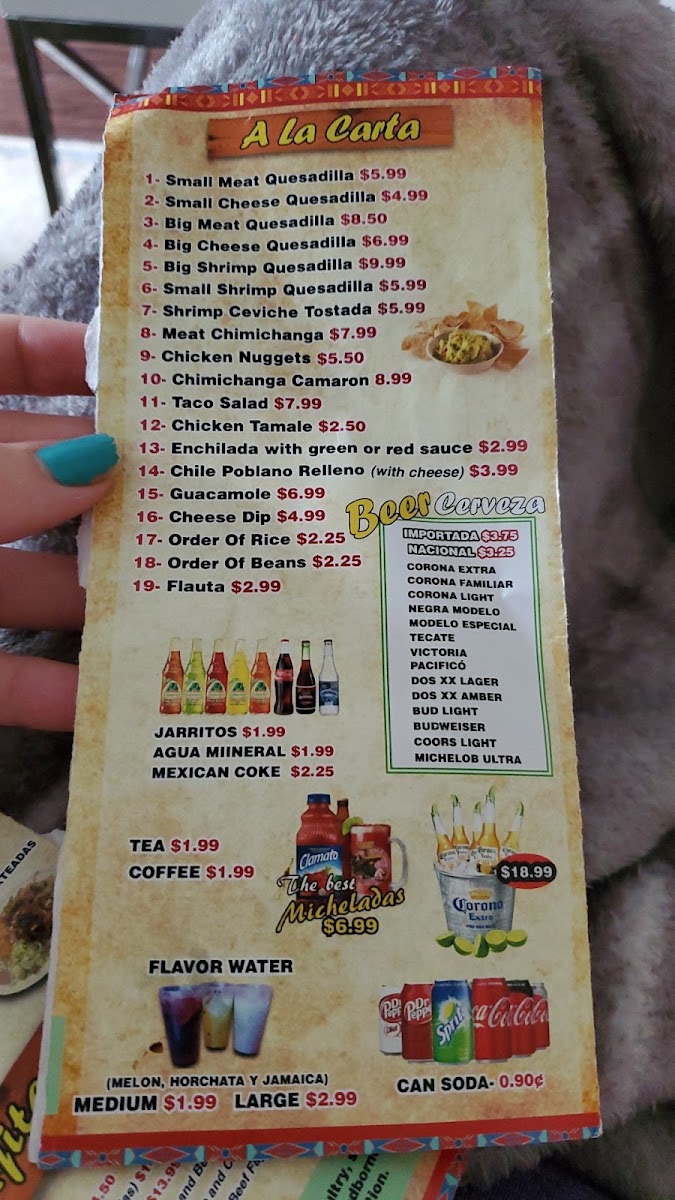 A La Carta
1- Small Meat Quesadilla $5.99
2- Small Cheese Quesadilla $4.99
3- Big Meat Quesadilla $8.50
4- Big Cheese Quesadilla $6.99
5- Big Shrimp Quesadilla $9.99
6- Small Shrimp Quesadilla $5.99
7- Shrimp Ceviche Tostada $5.99
8- Meat Chimichanga $7.99
9- Chicken Nuggets $5.50
10- Chimichanga Camaron 8.99
11- Taco Salad $7.99
12- Chicken Tamale $2.50
13- Enchilada with green or red sauce $2.99
14- Chile Poblano Relleno (with cheese) $3.99
15- Guacamole $6.99
16- Cheese Dip $4.99
17- Order Of Rice $2.25
18- Order Of Beans $2.25
19- Flauta $2.99
Beer Cerveza
IMPORTADA $3.75
NACIONAL $3.25
CORONA EXTRA
CORONA FAMILIAR
CORONA LIGHT
NEGRA MODELO
MODELO ESPECIAL
TECATE
VICTORIA
PACIFICÓ
DOS XX LAGER
DOS XX AMBER
BUD LIGHT
BUDWEISER
COORS LIGHT
MICHELOB ULTRA
JARRITOS $1.99
AGUA MIINERAL $1.99
MEXICAN COKE $2.25
TEA $1.99
COFFEE $1.99
Clamato
The best
Micheladas
$6.99
$18.99
Corona
Extra
FLAVOR WATER
(MELON, HORCHATA Y JAMAICA)
MEDIUM $1.99 LARGE $2.99
Dr Pepper
Sprite
Coca
CAN SODA- 0.90¢
TEADAS
.50
$13.99
and
Beef
ultry,